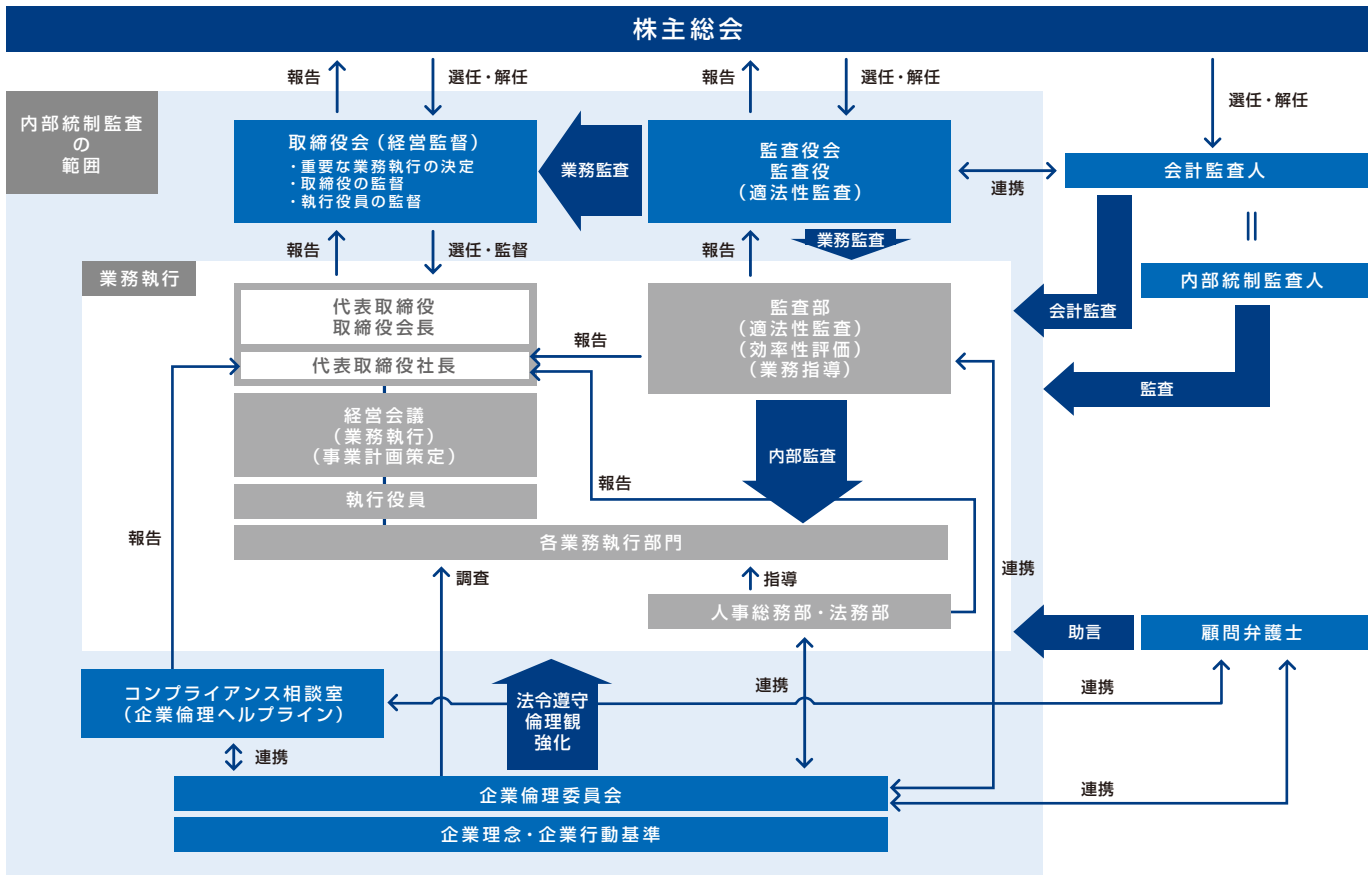 株主総会
報告
選任・解任
報告
選任・解任
選任・解任
内部統制監査
の
範囲
取締役会（経営監督）
・重要な業務執行の決定
・取締役の監督
・執行役員の監督
業務監査
監査役会
監査役
（適法性監査）
連携
会計監査人
報告
選任・監督
報告
業務監査
業務執行
内部統制監査人
代表取締役
取締役会長
代表取締役社長
報告
監査部
（適法性監査）
（効率性評価）
（業務指導）
会計監査
監査
経営会議
（業務執行）
（事業計画策定）
内部監査
報告
執行役員
報告
各業務執行部門
調査
指導
連携
人事総務部・法務部
助言
顧問弁護士
コンプライアンス相談室
（企業倫理ヘルプライン）
法令遵守
倫理観
強化
連携
連携
連携
企業倫理委員会
連携
企業理念・企業行動基準